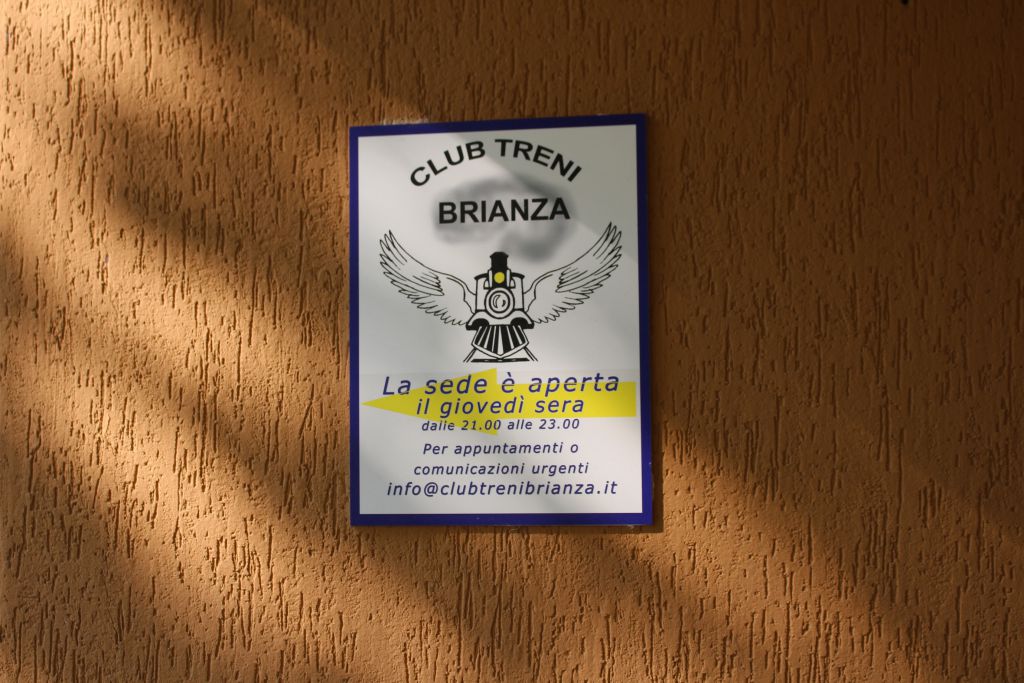 CLUB TRENI
BRIANZA
La sede è aperta
il giovedì sera
dalle 21.00 alle 23.00
Per appuntamenti o
comunicazioni urgenti
info@clubtrenibrianza.it